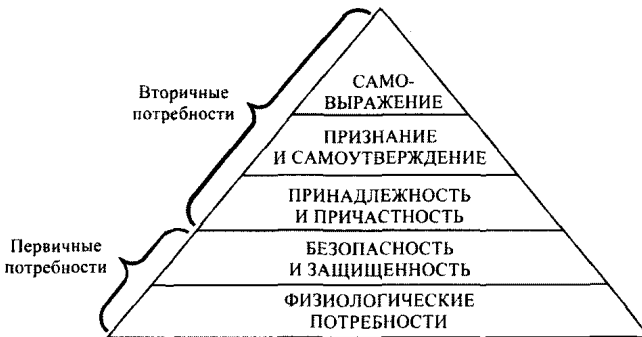 Вторичные
потребности
САМО-
ВЫРАЖЕНИЕ
ПРИЗНАНИЕ
И САМОУТВЕРЖДЕНИЕ
ПРИНАДЛЕЖНОСТЬ
И ПРИЧАСТНОСТЬ
Первичные
потребности
БЕЗОПАСНОСТЬ
И ЗАЩИЩЕННОСТЬ
ФИЗИОЛОГИЧЕСКИЕ
ПОТРЕБНОСТИ